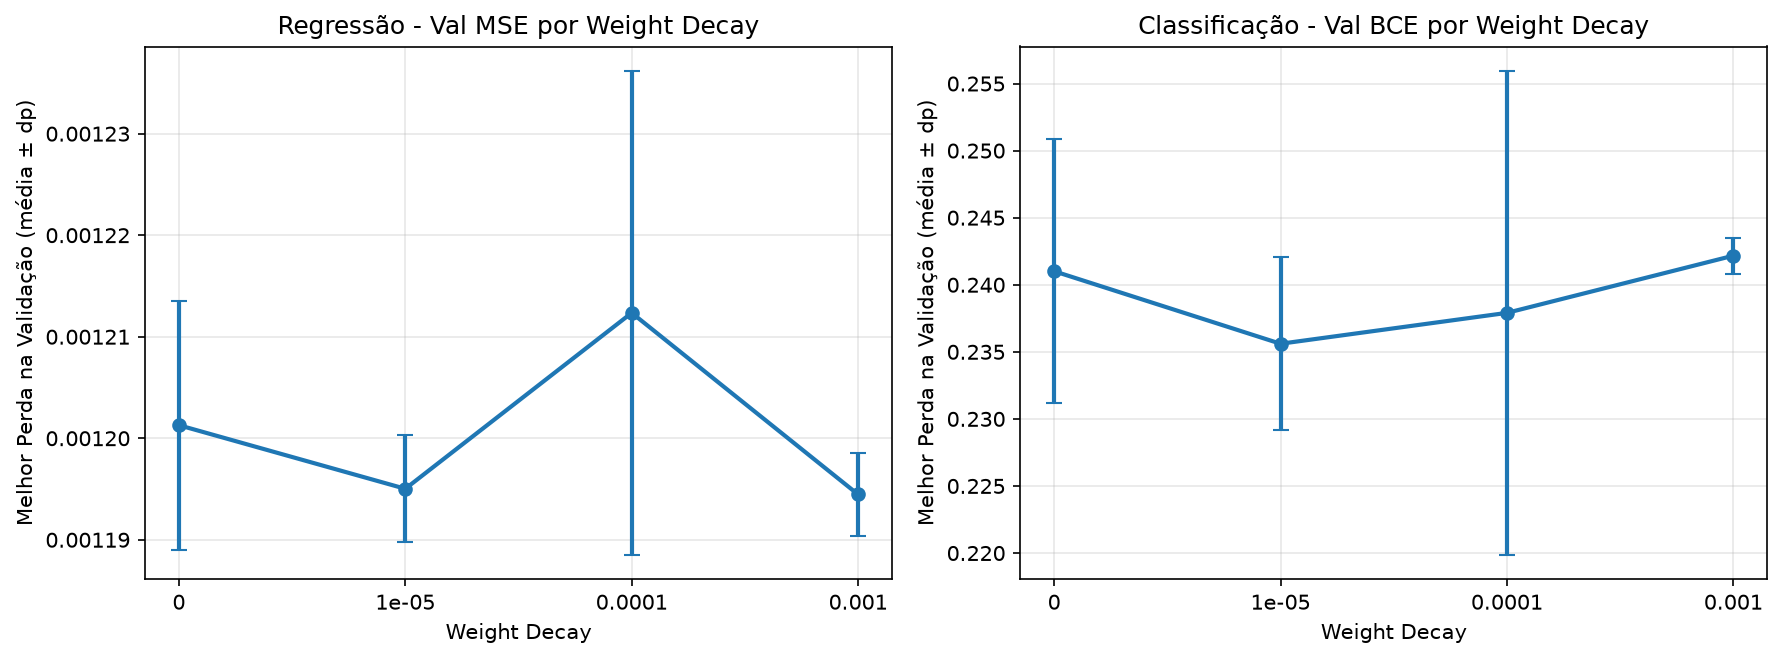 Regressão - Val MSE por Weight Decay
Melhor Perda na Validação (média ± dp)
0.00123
0.00122
0.00121
0.00120
0.00119
0
1e-05
0.0001
0.001
Weight Decay
Classificação - Val BCE por Weight Decay
Melhor Perda na Validação (média ± dp)
0.255
0.250
0.245
0.240
0.235
0.230
0.225
0.220
0
1e-05
0.0001
0.001
Weight Decay